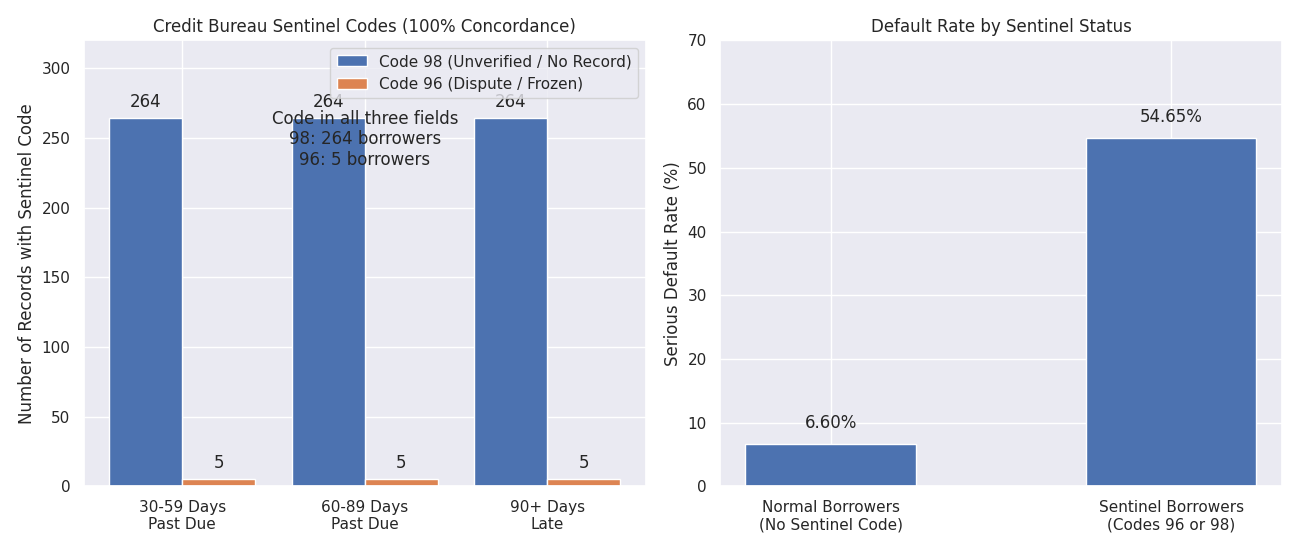 Credit Bureau Sentinel Codes (100% Concordance)
Number of Records with Sentinel Code
300
250
200
150
100
50
0
Code 98 (Unverified / No Record)
Code 96 (Dispute / Frozen)
264
264
264
Code in all three fields
98: 264 borrowers
96: 5 borrowers
5
5
5
30-59 Days
Past Due
60-89 Days
Past Due
90+ Days
Late
Default Rate by Sentinel Status
Serious Default Rate (%)
70
60
50
40
30
20
10
0
6.60%
54.65%
Normal Borrowers
(No Sentinel Code)
Sentinel Borrowers
(Codes 96 or 98)